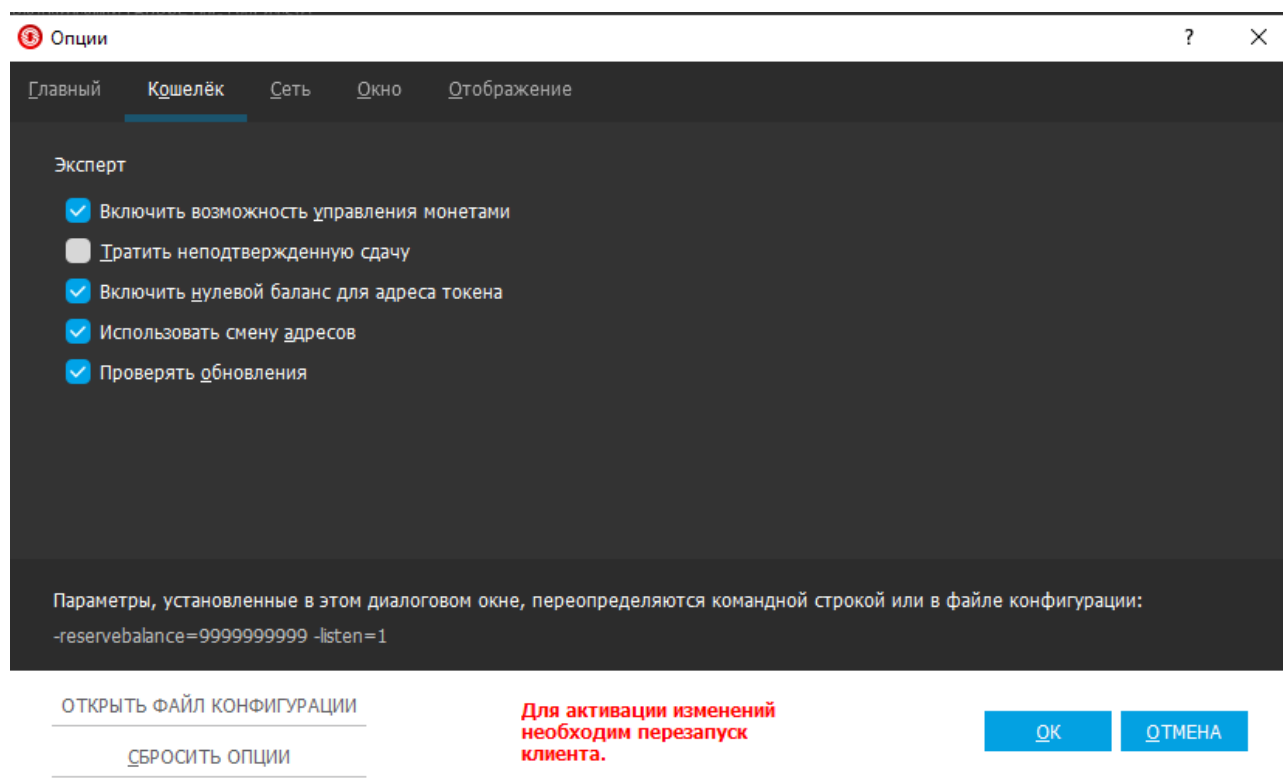 Опции
?
Главный Кошелёк Сеть Окно Отображение
Эксперт
Включить возможность управления монетами
Тратить неподтвержденную сдачу
Включить нулевой баланс для адреса токена
Использовать смену адресов
Проверять обновления
Параметры, установленные в этом диалоговом окне, переопределяются командной строкой или в файле конфигурации:
-reservebalance=9999999999 -listen=1
ОТКРЫТЬ ФАЙЛ КОНФИГУРАЦИИ
СБРОСИТЬ ОПЦИИ
Для активации изменений
необходим перезапуск
клиента.
OK ОТМЕНА